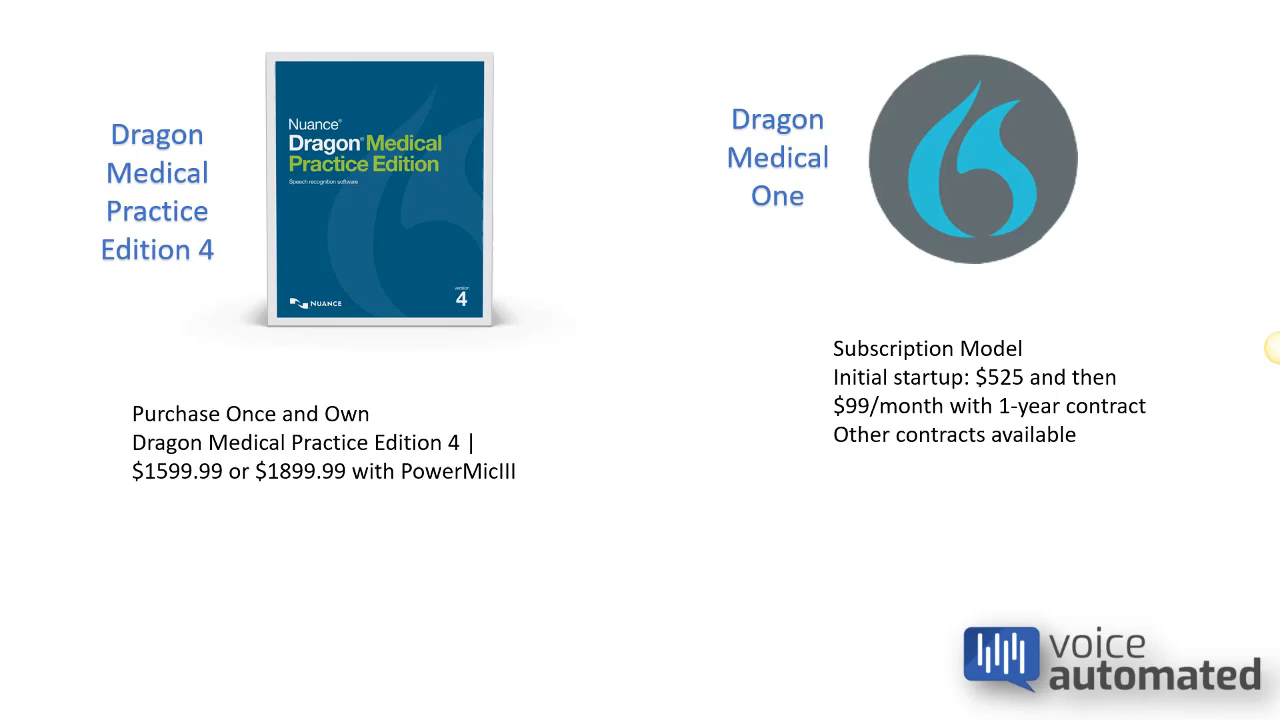 Dragon
Medical
Practice
Edition 4
Nuance®
Dragon® Medical
Practice Edition
Speech recognition software
version
4
NUANCE
Purchase Once and Own
Dragon Medical Practice Edition 4 |
$1599.99 or $1899.99 with PowerMicIII
Dragon
Medical
One
Subscription Model
Initial startup: $525 and then
$99/month with 1-year contract
Other contracts available
voice
automated